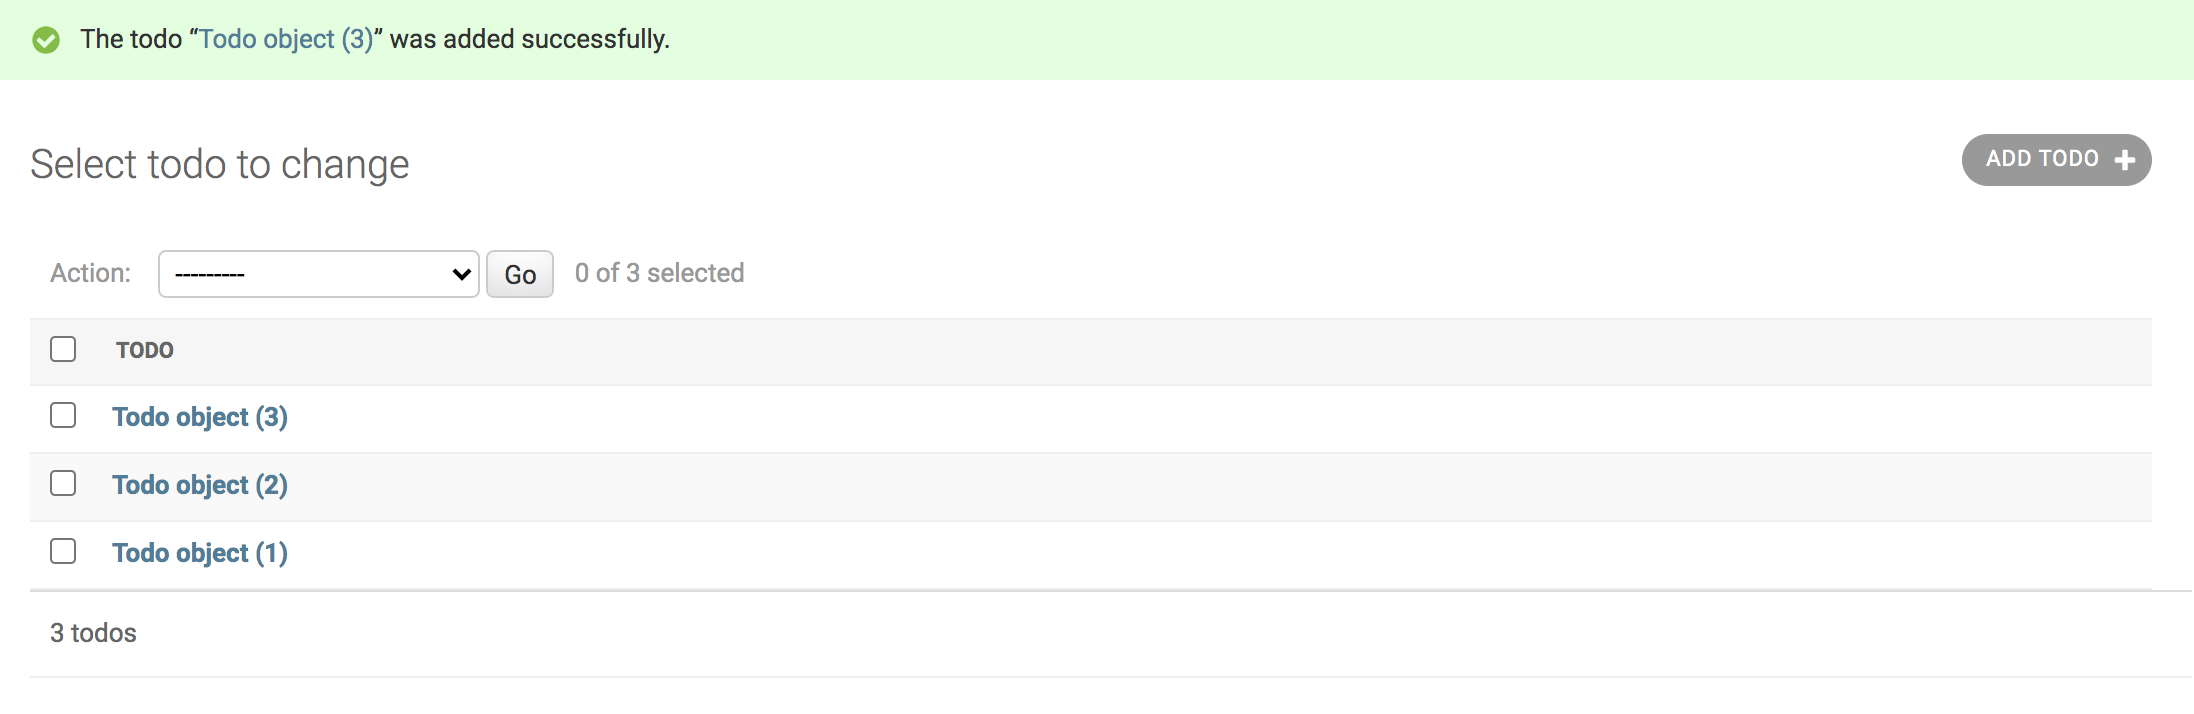 The todo “Todo object (3)” was added successfully.
Select todo to change
ADD TODO +
Action: --------- Go 0 of 3 selected
TODO
Todo object (3)
Todo object (2)
Todo object (1)
3 todos